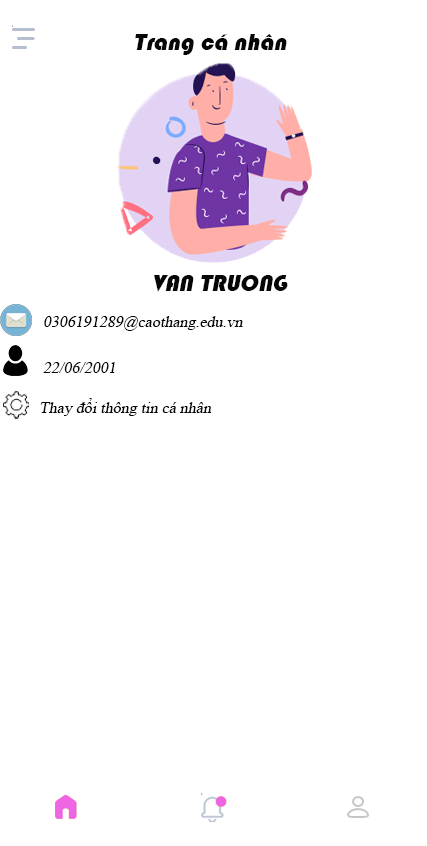 Trang cá nhân
VAN TRUONG
0306191289@caothang.edu.vn
22/06/2001
Thay đổi thông tin cá nhân